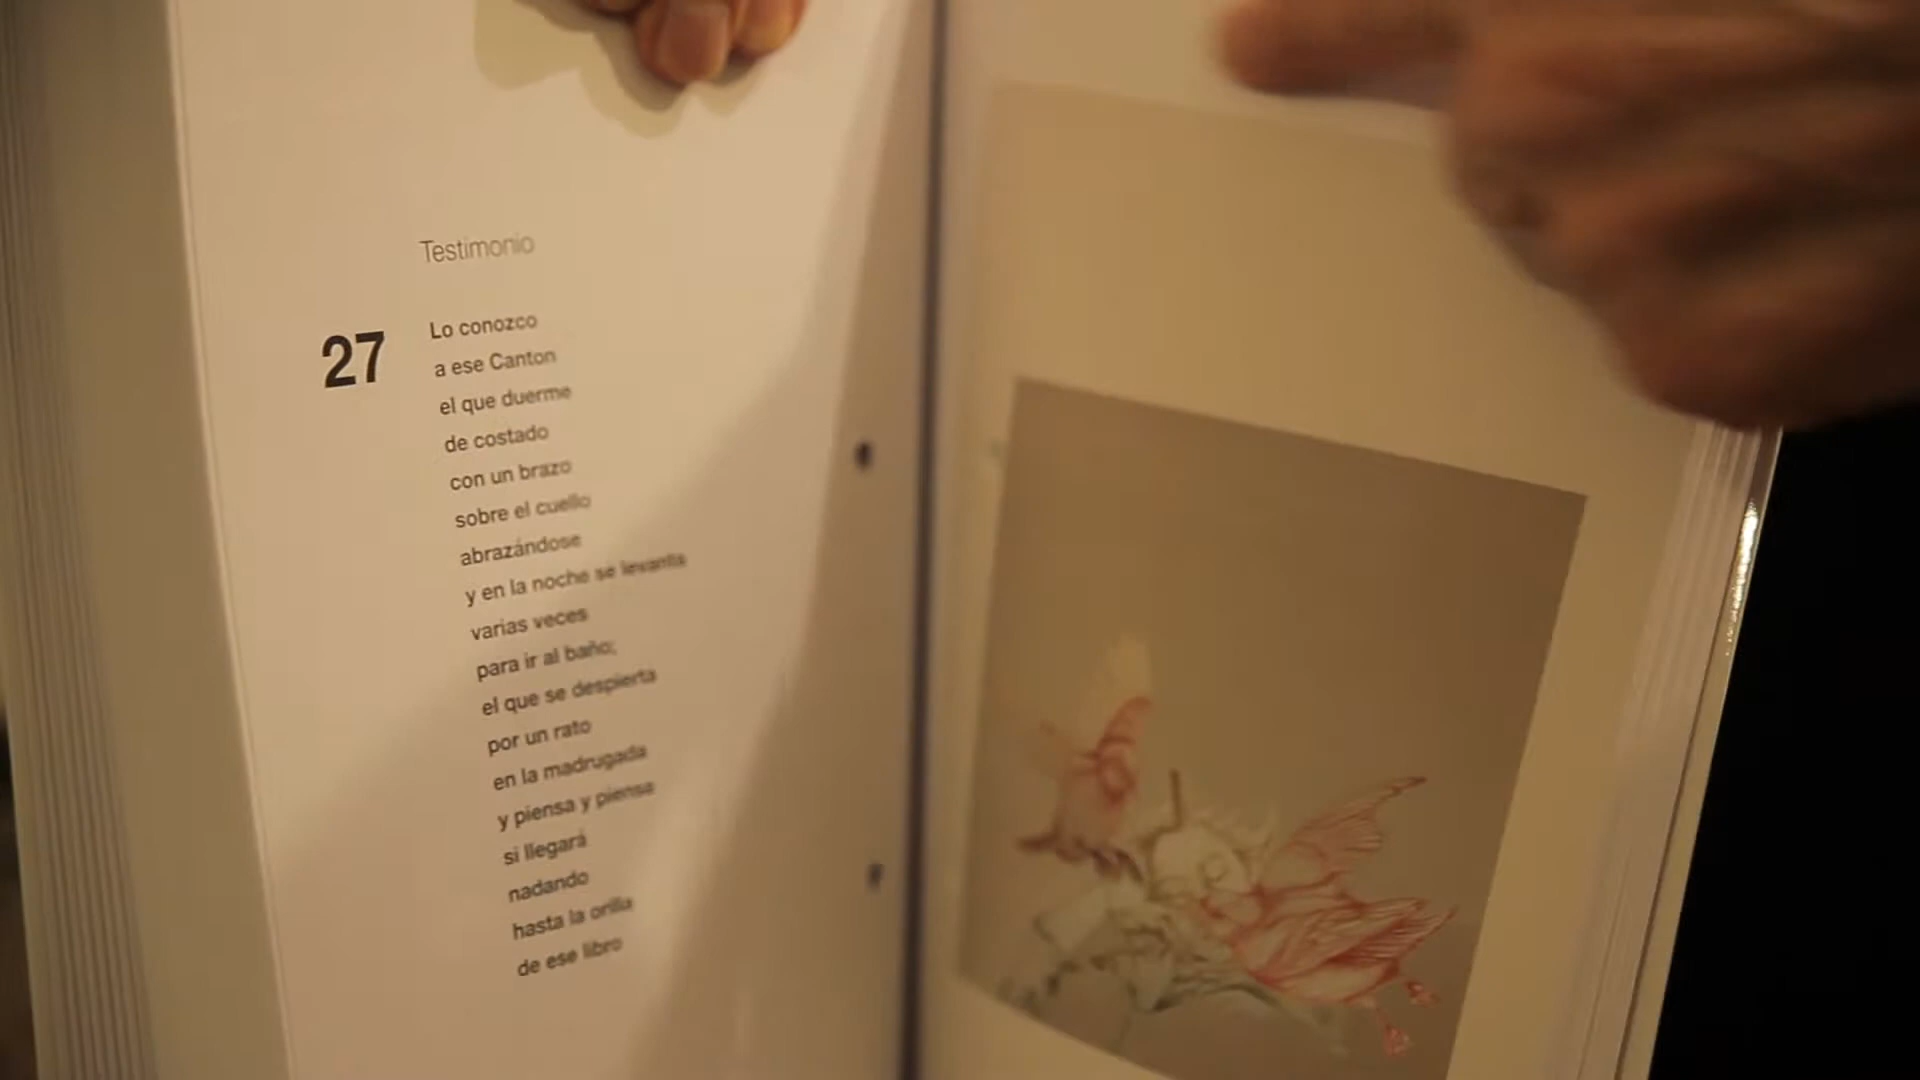 Testimonio
27
Lo conozco
a ese Canton
el que duerme
de costado
con un brazo
sobre el cuello
abrazándose
y en la noche se levanta
varias veces
para ir al baño;
el que se despierta
por un rato
en la madrugada
y piensa y piensa
si llegará
nadando
hasta la orilla
de ese libro